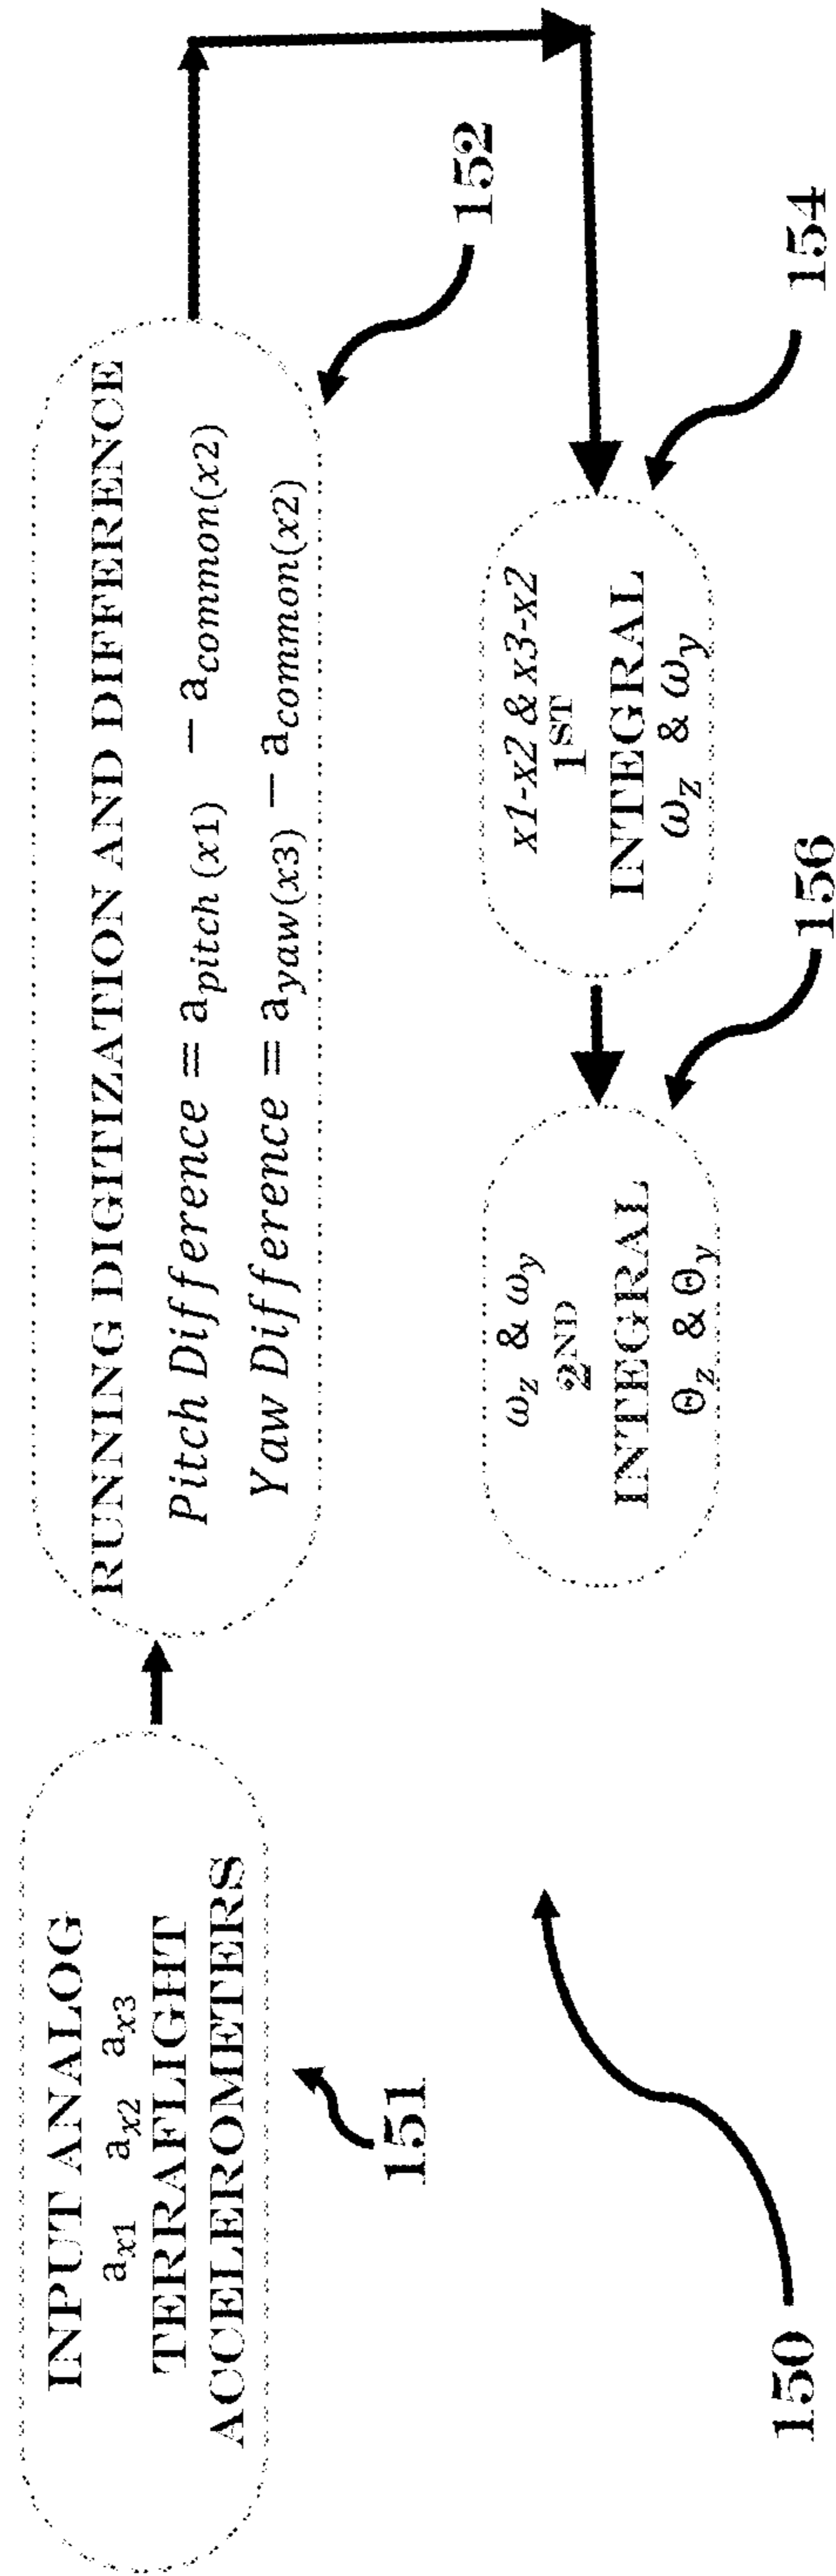 INPUT ANALOG
a_{x1} a_{x2} a_{x3}
TERRAFLIGHT
ACCELEROMETERS
151
RUNNING DIGITIZATION AND DIFFERENCE
Pitch Difference = a_{pitch (x1)} − a_{common(x2)}
Yaw Difference = a_{yaw(x3)} − a_{common(x2)}
152
x1-x2 & x3-x2
1ST
INTEGRAL
ω_z & ω_y
154
ω_z & ω_y
2ND
INTEGRAL
Θ_z & Θ_y
156
150